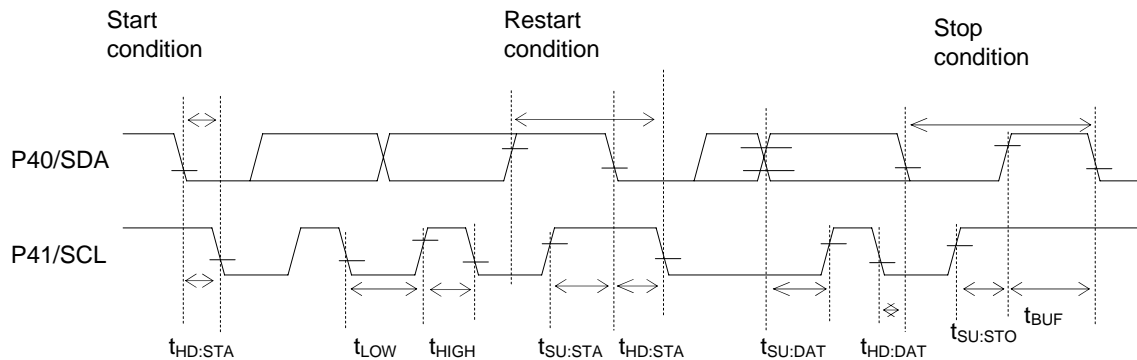 Start
condition
Restart
condition
Stop
condition
P40/SDA
P41/SCL
tHD:STA
tLOW
tHIGH
tSU:STA
tHD:STA
tSU:DAT
tHD:DAT
tSU:STO
tBUF